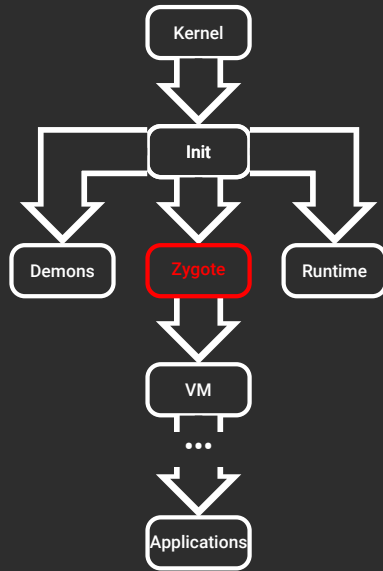 Kernel
Init
Demons
Zygote
Runtime
VM
...
Applications